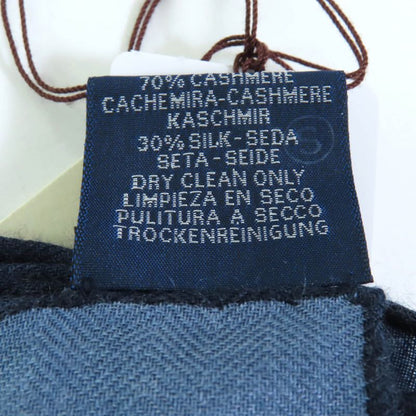 70% CASHMERE
CACHEMIRA-CASHMERE
KASCHMIR
30% SILK-SEDA
SETA-SEIDE
DRY CLEAN ONLY
LIMPIEZA EN SECO
PULITURA A SECCO
TROCKENREINIGUNG